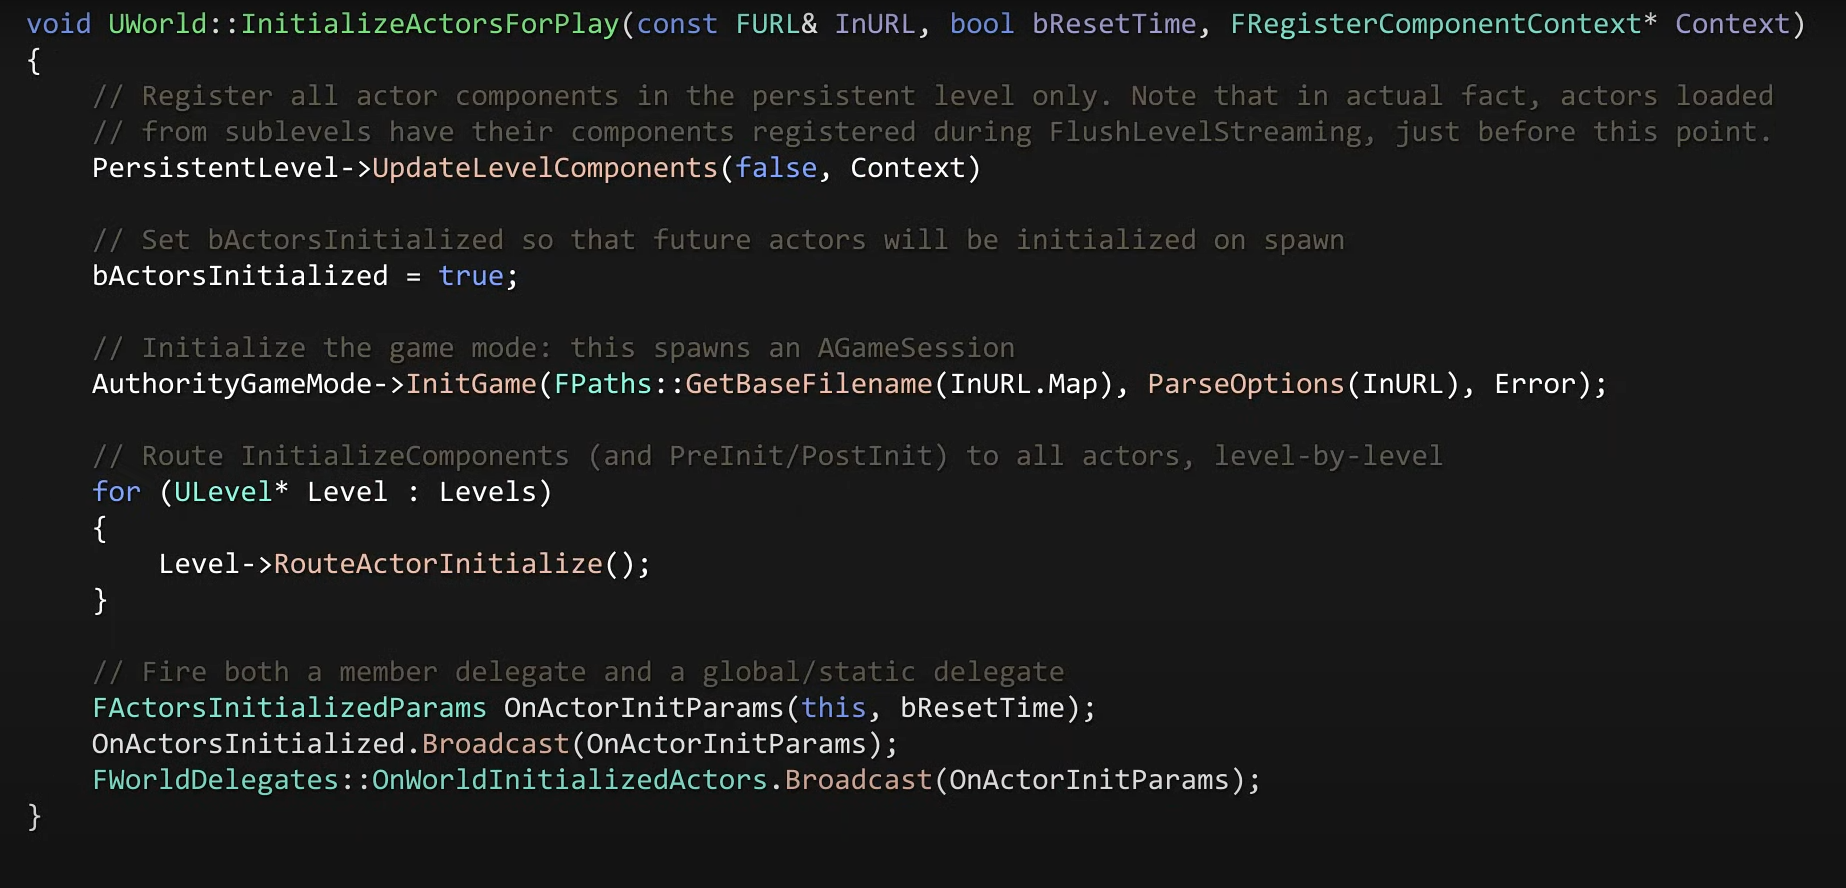 void UWorld::InitializeActorsForPlay(const FURL& InURL, bool bResetTime, FRegisterComponentContext* Context)
{
    // Register all actor components in the persistent level only. Note that in actual fact, actors loaded
    // from sublevels have their components registered during FlushLevelStreaming, just before this point.
    PersistentLevel->UpdateLevelComponents(false, Context)

    // Set bActorsInitialized so that future actors will be initialized on spawn
    bActorsInitialized = true;

    // Initialize the game mode: this spawns an AGameSession
    AuthorityGameMode->InitGame(FPaths::GetBaseFilename(InURL.Map), ParseOptions(InURL), Error);

    // Route InitializeComponents (and PreInit/PostInit) to all actors, level-by-level
    for (ULevel* Level : Levels)
    {
        Level->RouteActorInitialize();
    }

    // Fire both a member delegate and a global/static delegate
    FActorsInitializedParams OnActorInitParams(this, bResetTime);
    OnActorsInitialized.Broadcast(OnActorInitParams);
    FWorldDelegates::OnWorldInitializedActors.Broadcast(OnActorInitParams);
}